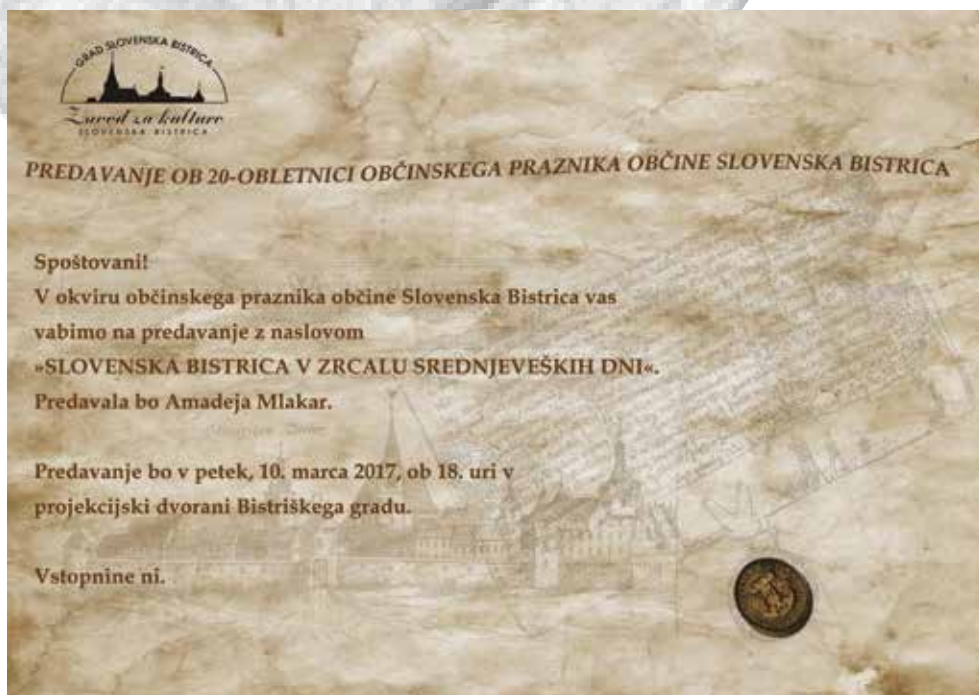 GRAD SLOVENSKA BISTRICA
Zavod za kulturo
SLOVENSKA BISTRICA
PREDAVANJE OB 20-OBLETNICI OBČINSKEGA PRAZNIKA OBČINE SLOVENSKA BISTRICA
Spoštovani!
V okviru občinskega praznika občine Slovenska Bistrica vas
vabimo na predavanje z naslovom
»SLOVENSKA BISTRICA V ZRCALU SREDNJEVEŠKIH DNI«.
Predavala bo Amadeja Mlakar.
Predavanje bo v petek, 10. marca 2017, ob 18. uri v
projekcijski dvorani Bistriškega gradu.
Vstopnine ni.